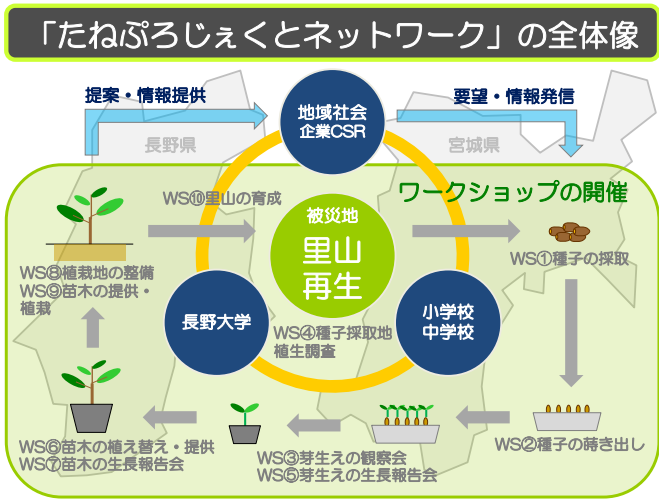 「たねぷろじぇくとネットワーク」の全体像
提案・情報提供
地域社会
企業CSR
要望・情報発信
長野県
宮城県
ワークショップの開催
WS⑩里山の育成
被災地
里山
再生
WS①種子の採取
WS⑧植栽地の整備
WS⑨苗木の提供・
植栽
長野大学
小学校
中学校
WS④種子採取地
植生調査
WS②種子の蒔き出し
WS③芽生えの観察会
WS⑤芽生えの生長報告会
WS⑥苗木の植え替え・提供
WS⑦苗木の生長報告会